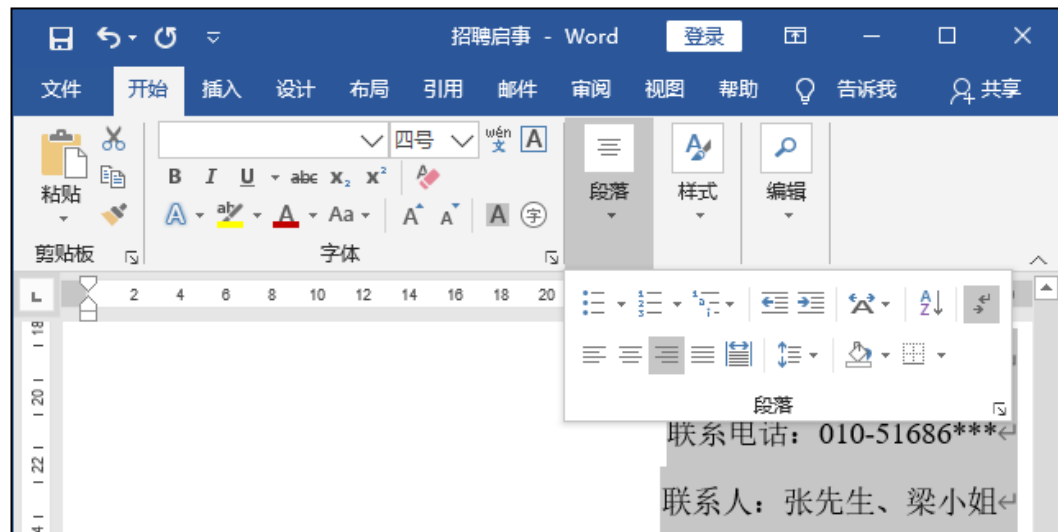 招聘启事 - Word 登录
文件 开始 插入 设计 布局 引用 邮件 审阅 视图 帮助 告诉我 共享
四号 wén 文 A
粘贴 B I U abc X₂ X² 段落 样式 编辑
A aby A Aa A A A 字
剪贴板 字体
L 2 4 6 8 10 12 14 16 18 20
18
20
22
段落
联系电话：010-51686***↵
联系人：张先生、梁小姐↵